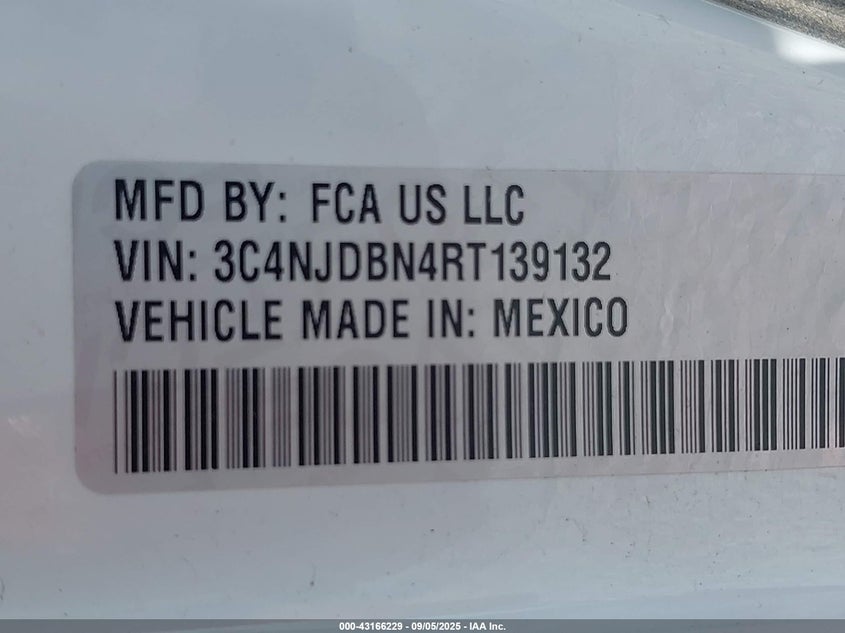 MFD BY: FCA US LLC
VIN: 3C4NJDBN4RT139132
VEHICLE MADE IN: MEXICO
000-43166229 - 09/05/2025 - IAA Inc.